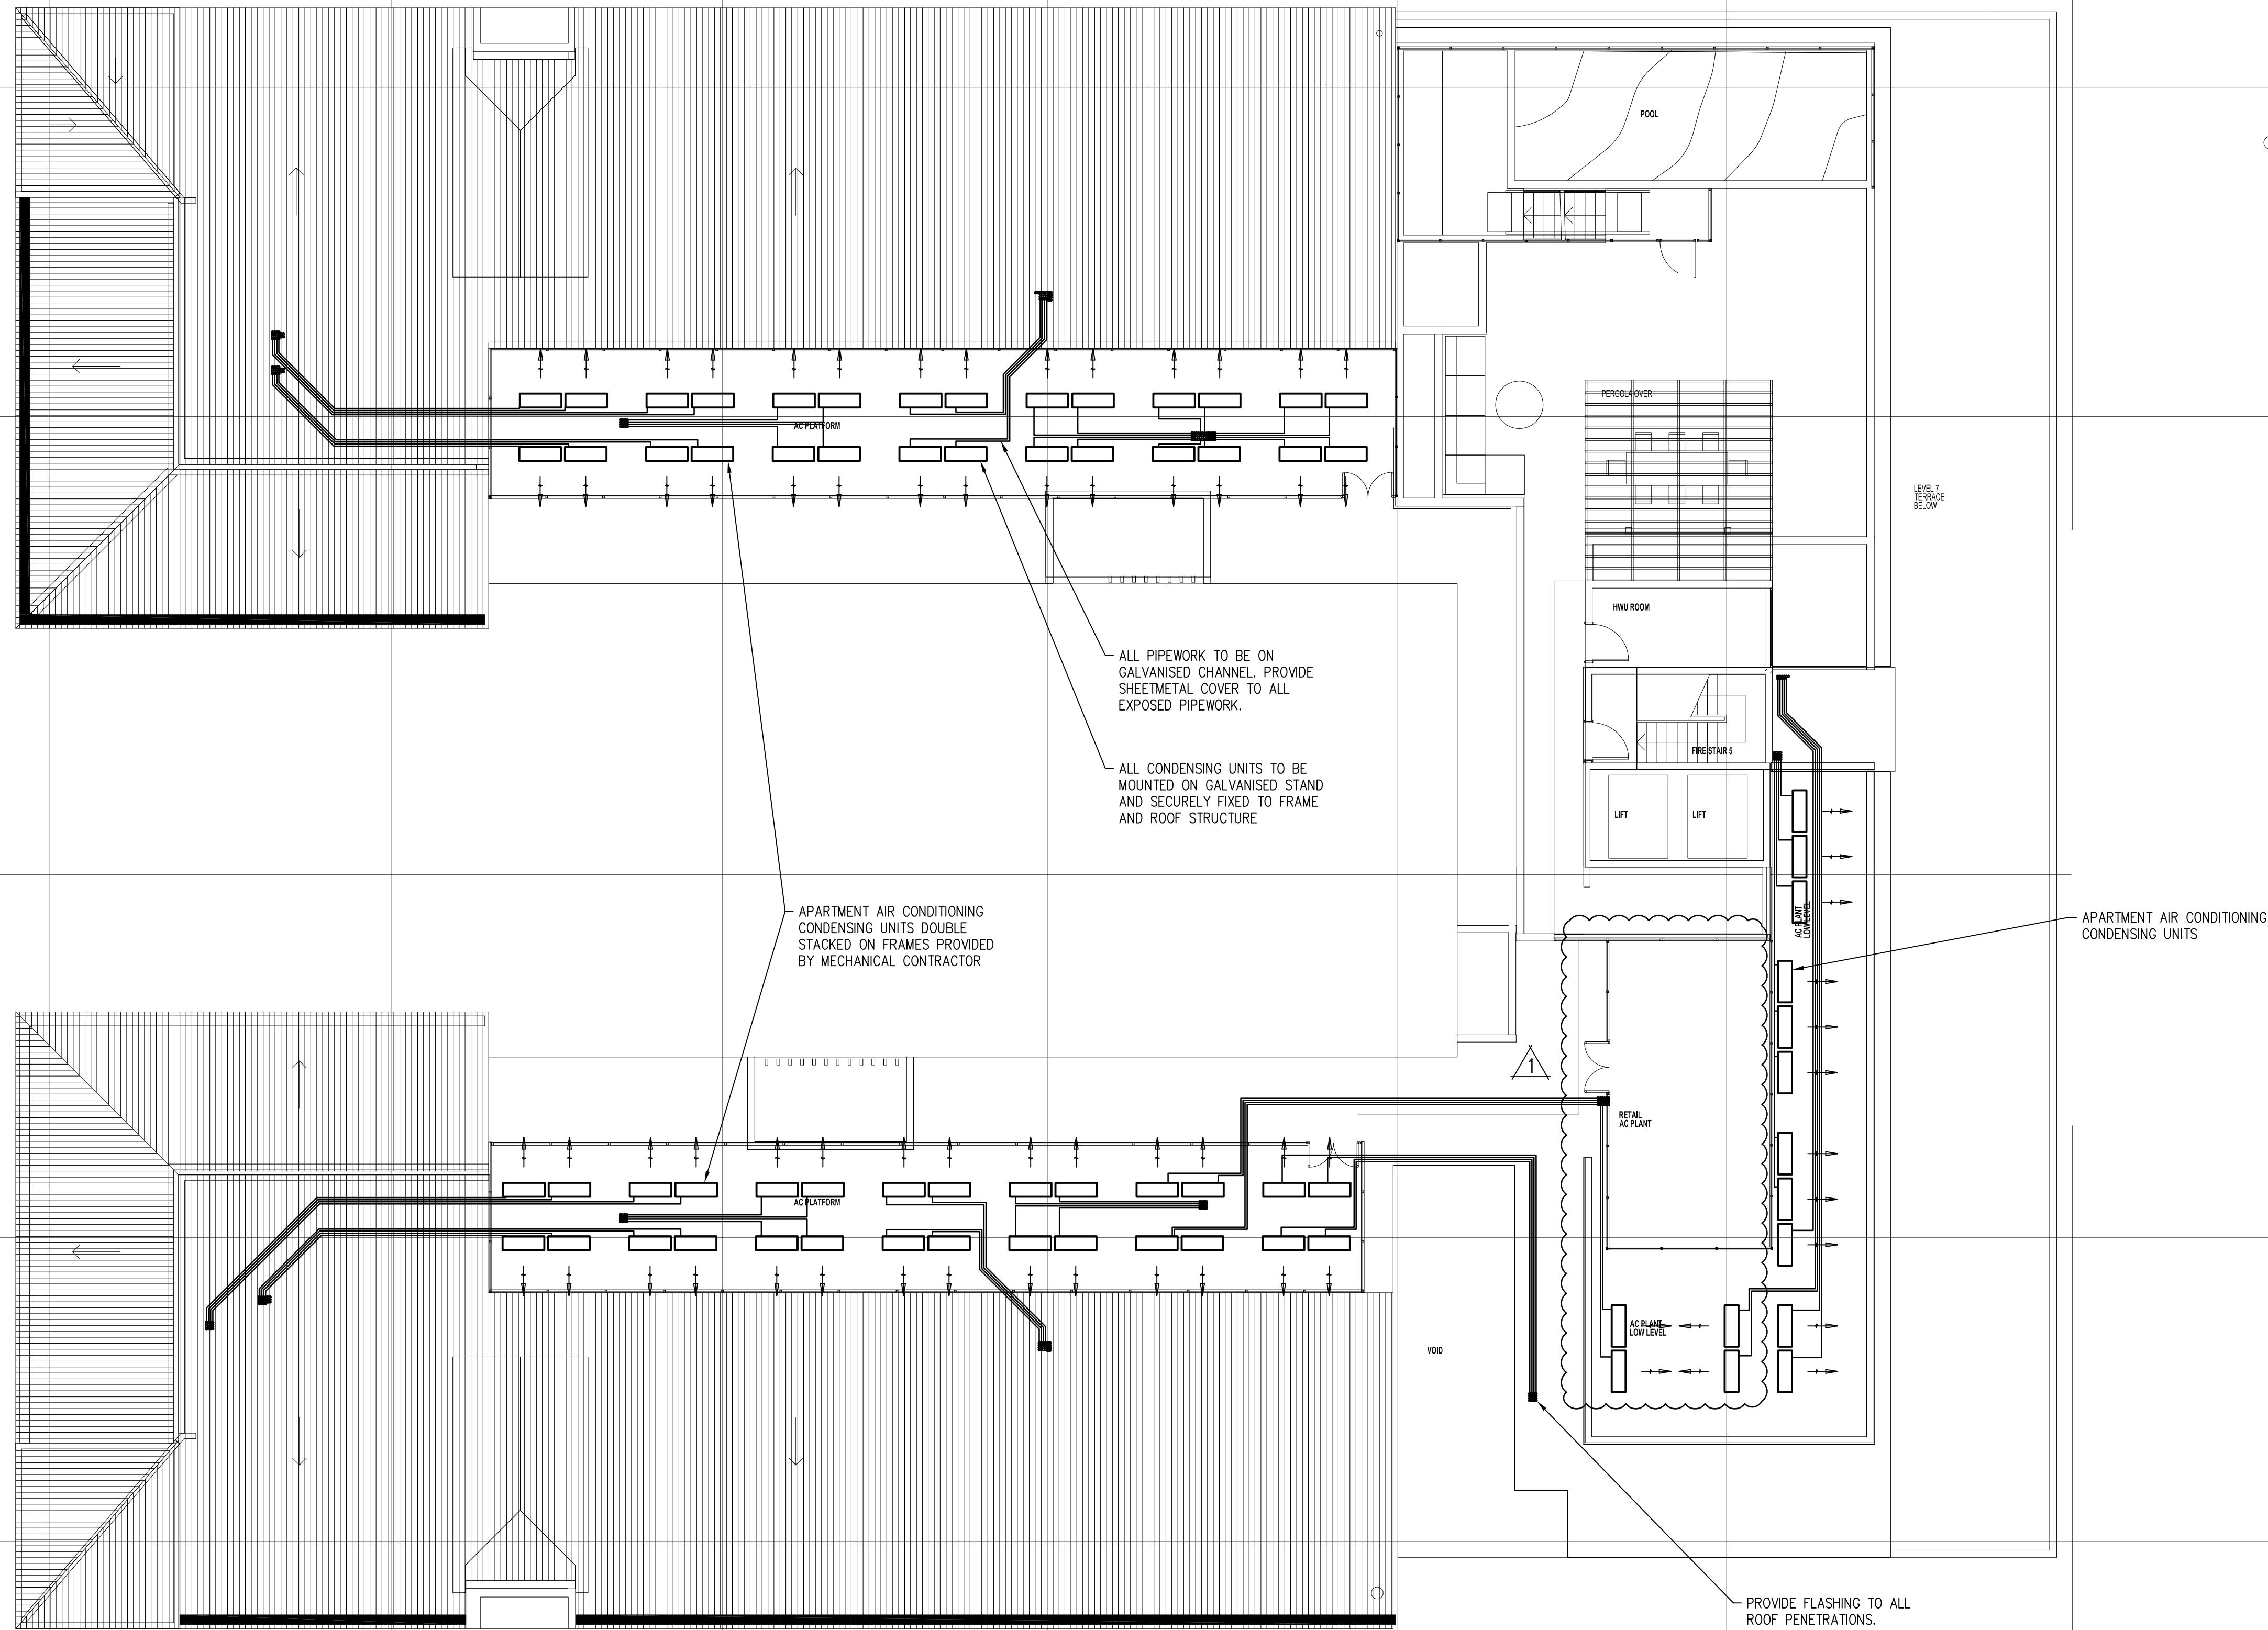 POOL
PERGOLA OVER
AC PLATFORM
LEVEL 7
TERRACE
BELOW
HWU ROOM
ALL PIPEWORK TO BE ON
GALVANISED CHANNEL. PROVIDE
SHEETMETAL COVER TO ALL
EXPOSED PIPEWORK.
FIRE STAIR 5
ALL CONDENSING UNITS TO BE
MOUNTED ON GALVANISED STAND
AND SECURELY FIXED TO FRAME
AND ROOF STRUCTURE
LIFT
LIFT
APARTMENT AIR CONDITIONING
CONDENSING UNITS DOUBLE
STACKED ON FRAMES PROVIDED
BY MECHANICAL CONTRACTOR
AC PLANT
LOW LEVEL
APARTMENT AIR CONDITIONING
CONDENSING UNITS
1
RETAIL
AC PLANT
AC PLATFORM
AC PLANT
LOW LEVEL
VOID
PROVIDE FLASHING TO ALL
ROOF PENETRATIONS.